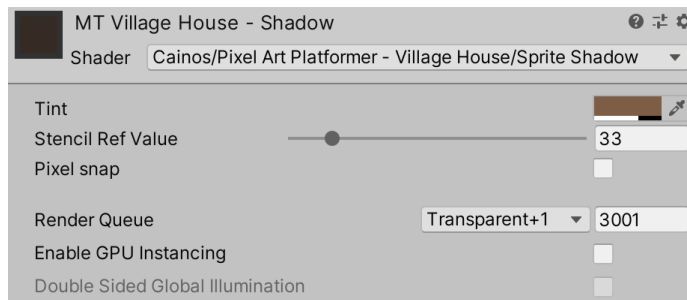 MT Village House - Shadow
Shader Cainos/Pixel Art Platformer - Village House/Sprite Shadow
Tint
Stencil Ref Value 33
Pixel snap
Render Queue Transparent+1 3001
Enable GPU Instancing
Double Sided Global Illumination